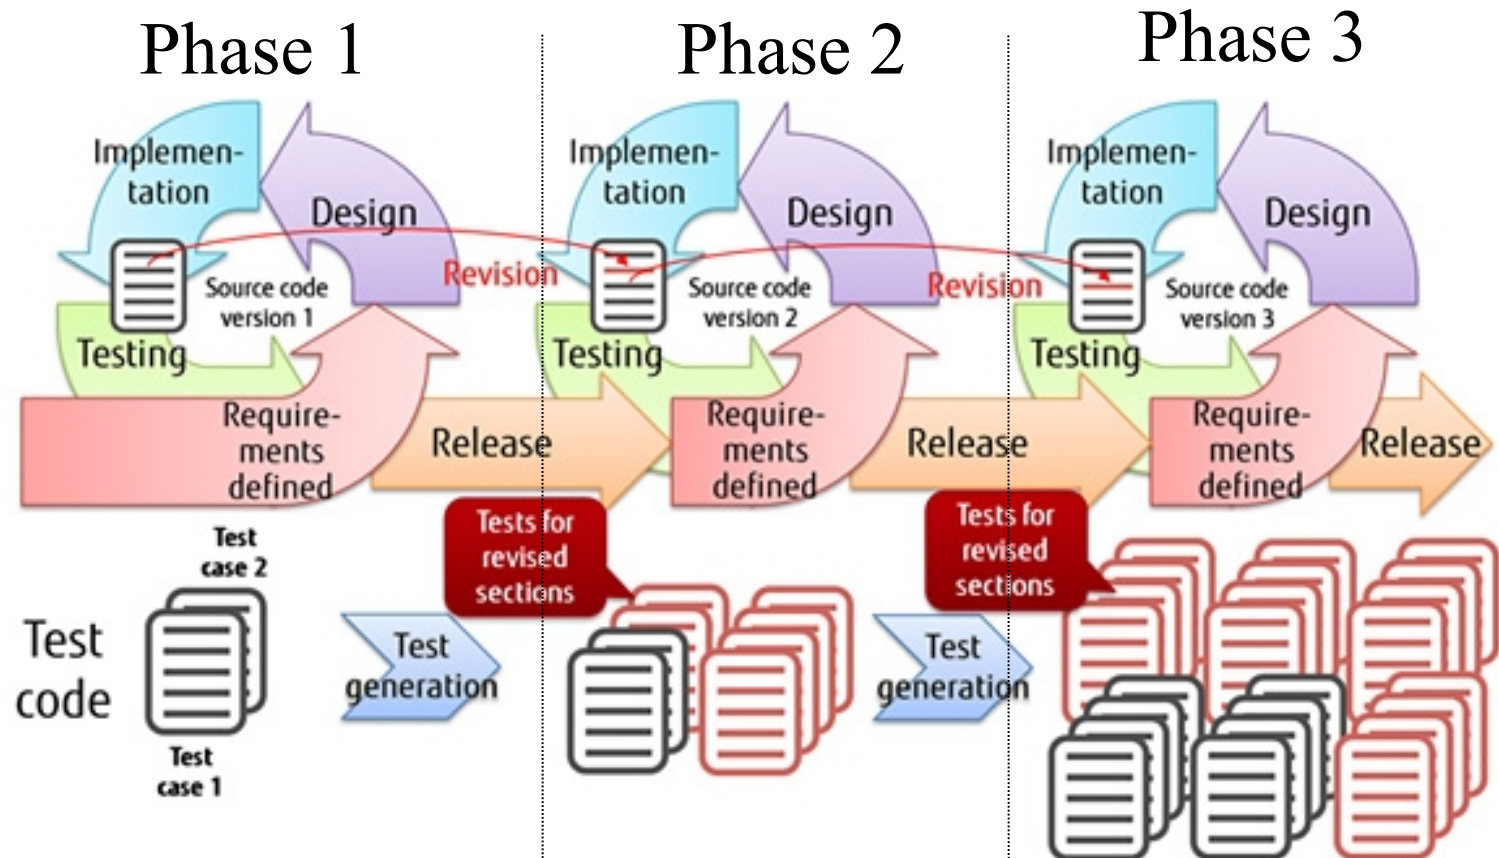 Phase 1
Phase 2
Phase 3
Implemen-
tation
Design
Source code
version 1
Testing
Require-
ments
defined
Revision
Release
Implemen-
tation
Design
Source code
version 2
Testing
Require-
ments
defined
Revision
Release
Implemen-
tation
Design
Source code
version 3
Testing
Require-
ments
defined
Release
Test
code
Test
case 2
Test
case 1
Test
generation
Tests for
revised
sections
Test
generation
Tests for
revised
sections